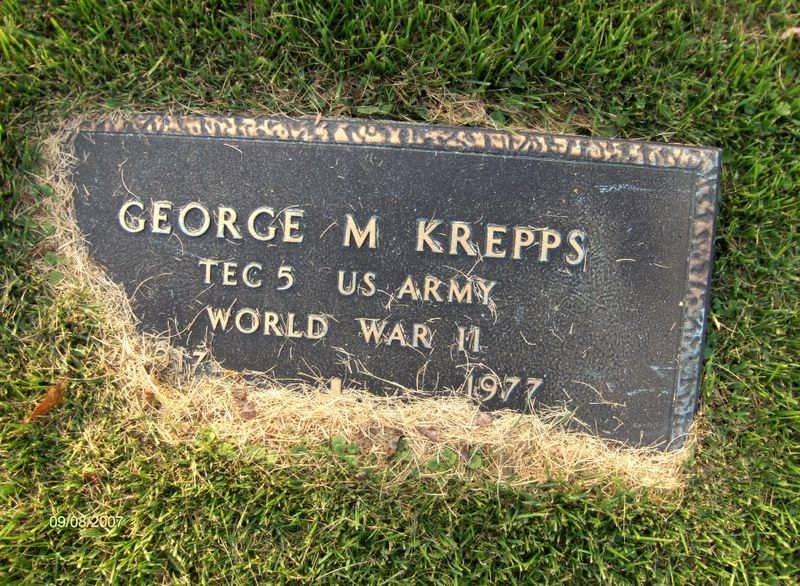 GEORGE M KREPPS
TEC 5 US ARMY
WORLD WAR II
1977
09/08/2007